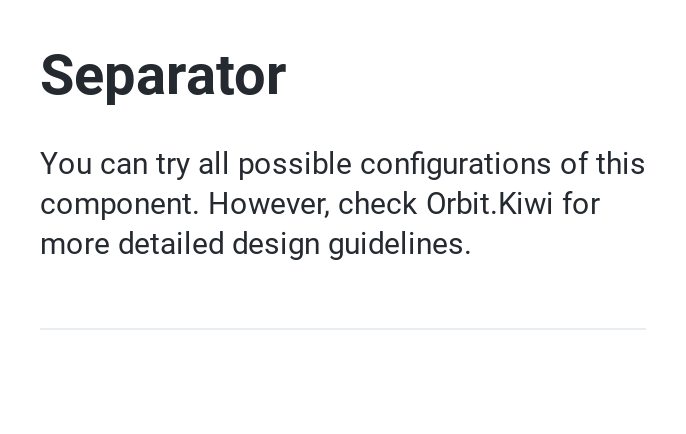 Separator
You can try all possible configurations of this
component. However, check Orbit.Kiwi for
more detailed design guidelines.